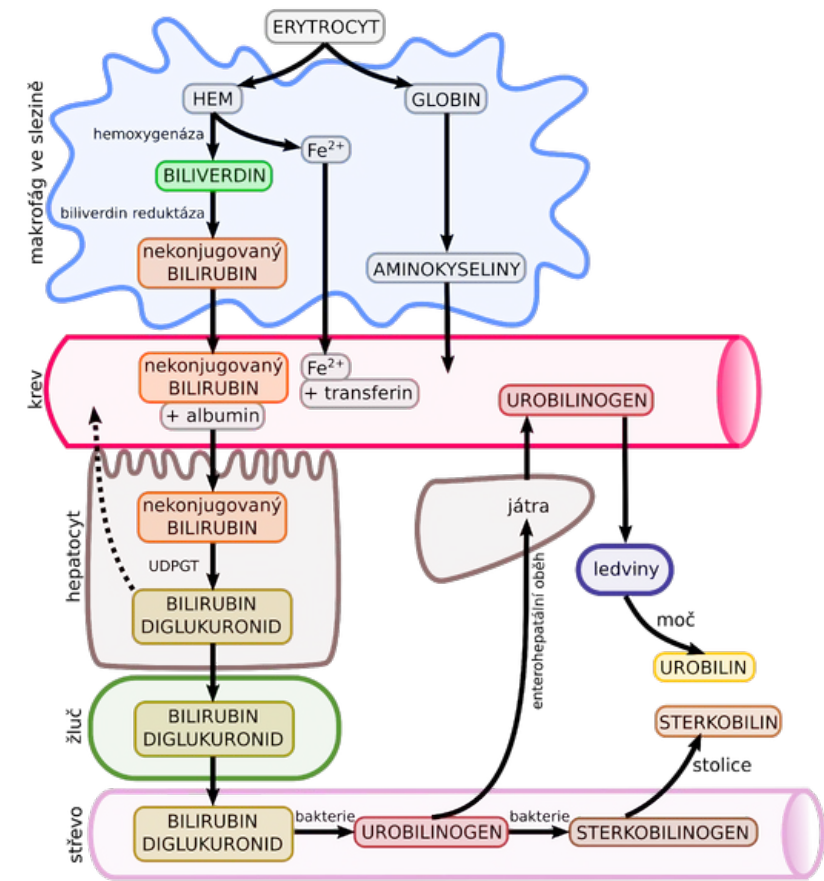 ERYTROCYT
makrofág ve slezině
HEM
GLOBIN
hemoxygenáza
Fe²⁺
BILIVERDIN
biliverdin reduktáza
nekonjugovaný
BILIRUBIN
AMINOKYSELINY
krev
nekonjugovaný
BILIRUBIN
+ albumin
Fe²⁺
+ transferin
UROBILINOGEN
hepatocyt
nekonjugovaný
BILIRUBIN
UDPGT
BILIRUBIN
DIGLUKURONID
játra
enterohepatální oběh
ledviny
moč
UROBILIN
žluč
BILIRUBIN
DIGLUKURONID
STERKOBILIN
stolice
střevo
BILIRUBIN
DIGLUKURONID
bakterie
UROBILINOGEN
bakterie
STERKOBILINOGEN